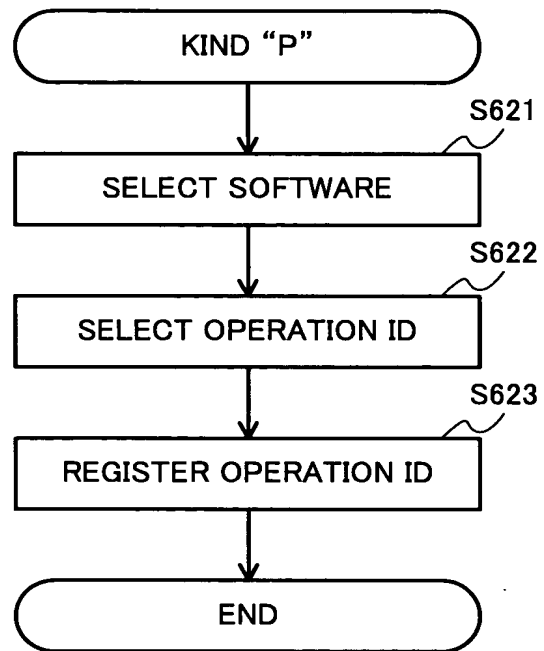 KIND “P”
S621
SELECT SOFTWARE
S622
SELECT OPERATION ID
S623
REGISTER OPERATION ID
END